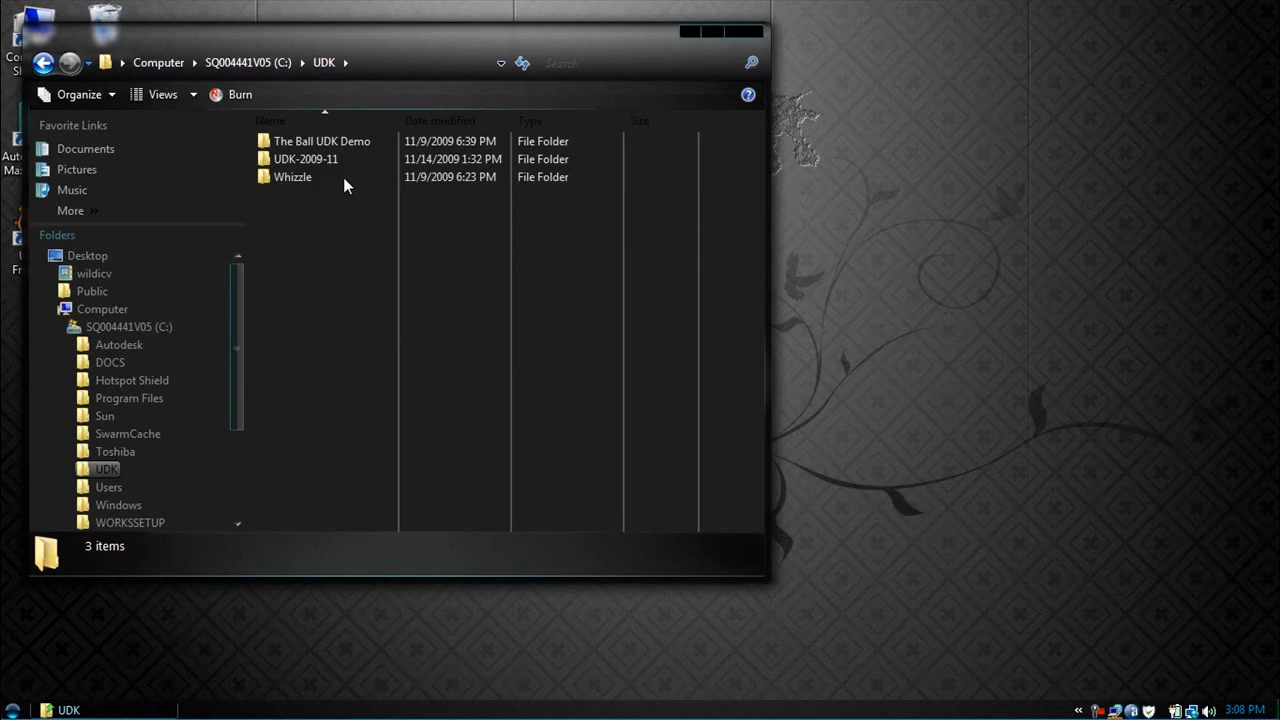 Computer SQ004441V05 (C:) UDK
Search
Organize Views Burn
Favorite Links
Documents
Pictures
Music
More »
Folders
Desktop
wildicv
Public
Computer
SQ004441V05 (C:)
Autodesk
DOCS
Hotspot Shield
Program Files
Sun
SwarmCache
Toshiba
UDK
Users
Windows
WORKSSETUP
Name Date modified Type Size
The Ball UDK Demo 11/9/2009 6:39 PM File Folder
UDK-2009-11 11/14/2009 1:32 PM File Folder
Whizzle 11/9/2009 6:23 PM File Folder
3 items
UDK
3:08 PM